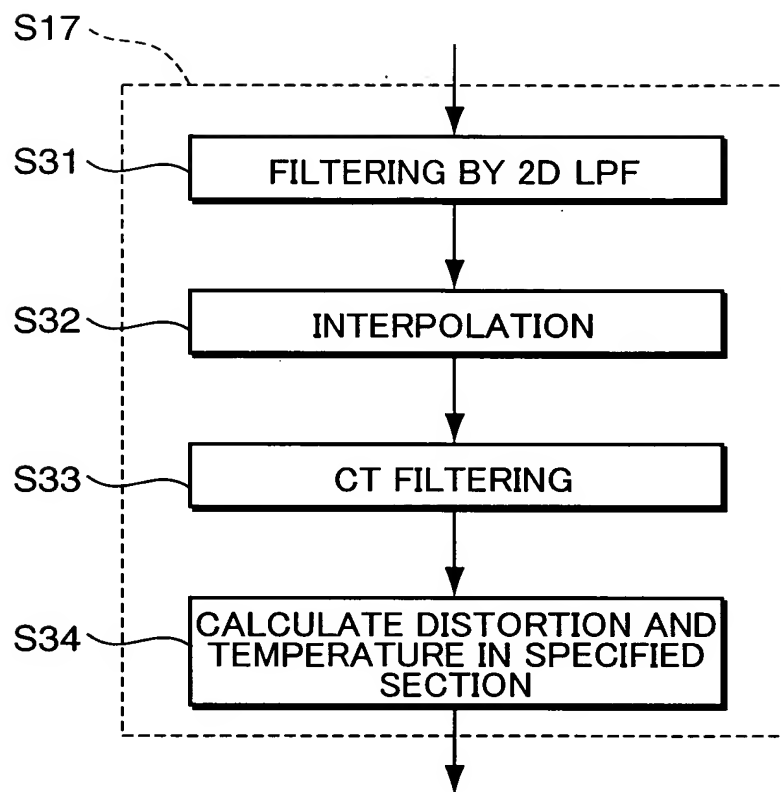 S17
S31
FILTERING BY 2D LPF
S32
INTERPOLATION
S33
CT FILTERING
S34
CALCULATE DISTORTION AND
TEMPERATURE IN SPECIFIED
SECTION